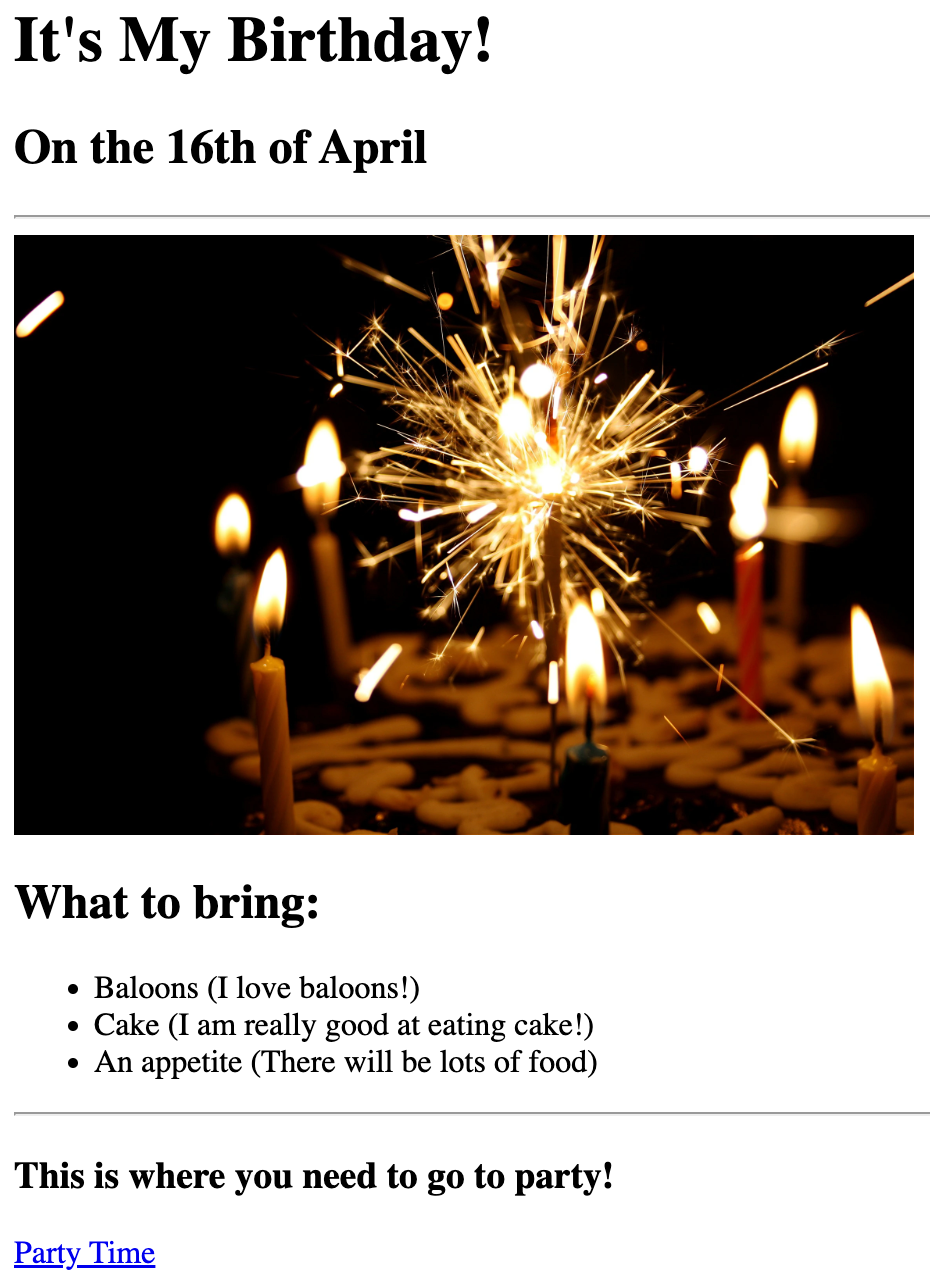 It's My Birthday!
On the 16th of April
What to bring:
Baloons (I love baloons!)
Cake (I am really good at eating cake!)
An appetite (There will be lots of food)
This is where you need to go to party!
Party Time